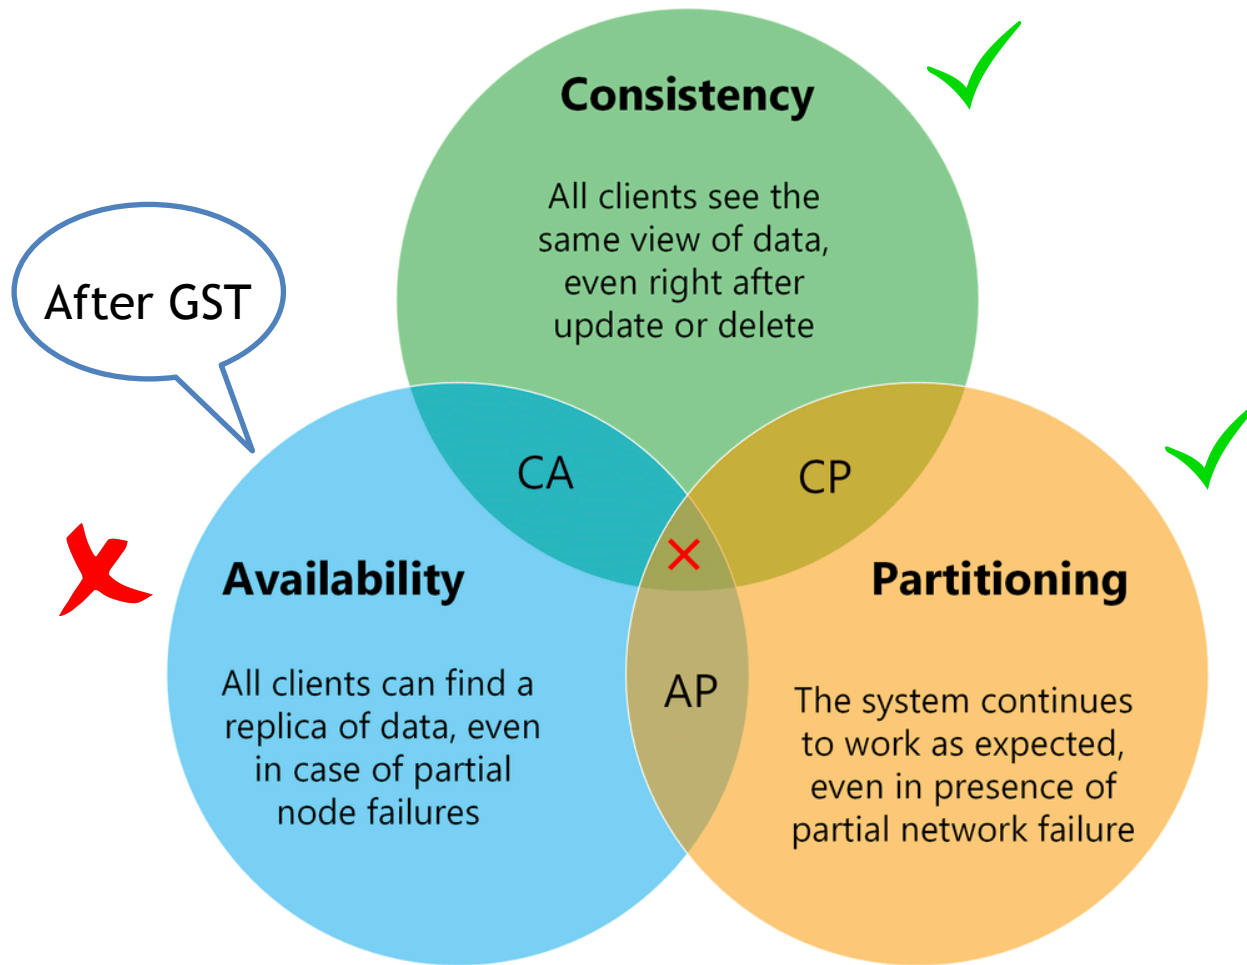 Consistency
All clients see the
same view of data,
even right after
update or delete
After GST
CA
CP
Availability
Partitioning
All clients can find a
replica of data, even
in case of partial
node failures
AP
The system continues
to work as expected,
even in presence of
partial network failure